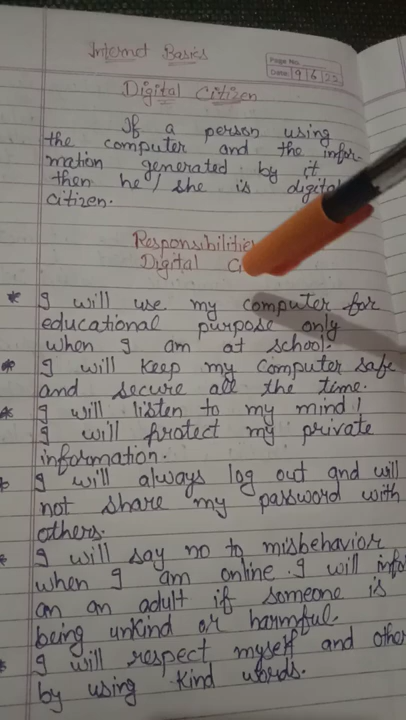 Internet Basics
Page No.
Date: 9 6 22
Digital Citizen
If a person using
the computer and the infor-
mation generated by it
then he/she is digital
citizen.
Responsibilitie
Digital
* I will use my computer for
educational purpose only
when I am at school.
* I will keep my computer safe
and secure all the time.
* I will listen to my mind!
I will protect my private
information.
* I will always log out and will
not share my password with
others.
* I will say no to misbehavior
when I am online. I will info
an an adult if someone is
being unkind or harmful.
* I will respect myself and other
by using kind words.